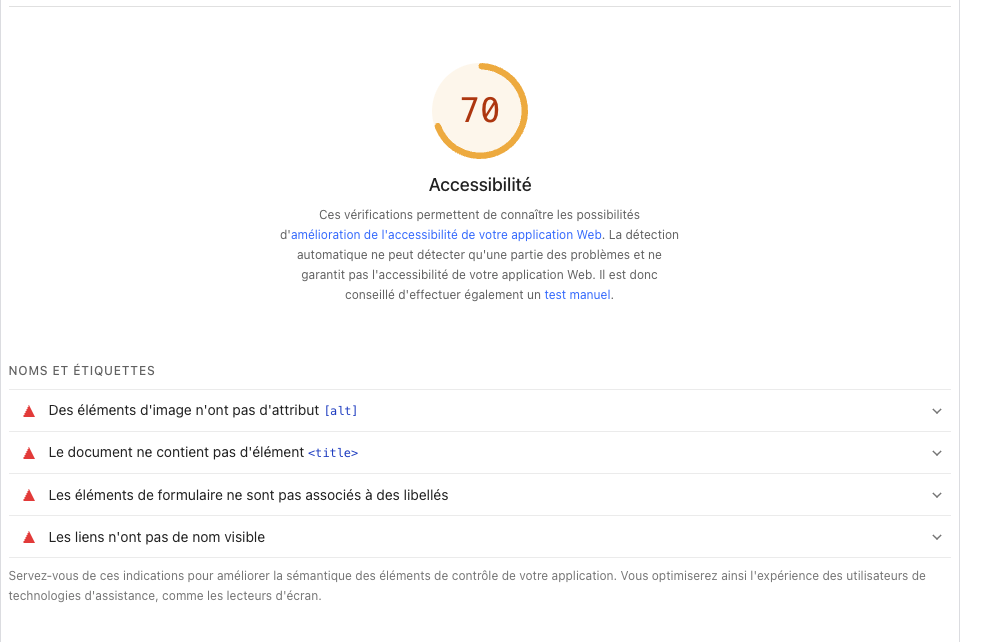 70
Accessibilité
Ces vérifications permettent de connaître les possibilités
d'amélioration de l'accessibilité de votre application Web. La détection
automatique ne peut détecter qu'une partie des problèmes et ne
garantit pas l'accessibilité de votre application Web. Il est donc
conseillé d'effectuer également un test manuel.
NOMS ET ÉTIQUETTES
Des éléments d'image n'ont pas d'attribut [alt]
Le document ne contient pas d'élément <title>
Les éléments de formulaire ne sont pas associés à des libellés
Les liens n'ont pas de nom visible
Servez-vous de ces indications pour améliorer la sémantique des éléments de contrôle de votre application. Vous optimiserez ainsi l'expérience des utilisateurs de
technologies d'assistance, comme les lecteurs d'écran.